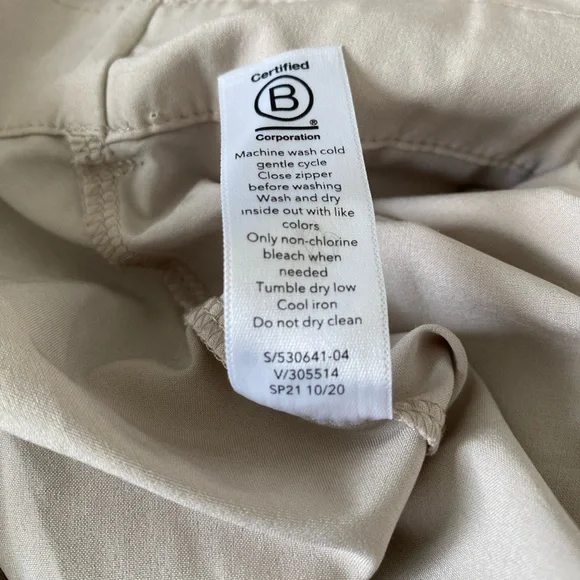 Certified
B
®
Corporation
Machine wash cold
gentle cycle
Close zipper
before washing
Wash and dry
inside out with like
colors
Only non-chlorine
bleach when
needed
Tumble dry low
Cool iron
Do not dry clean
S/530641-04
V/305514
SP21 10/20